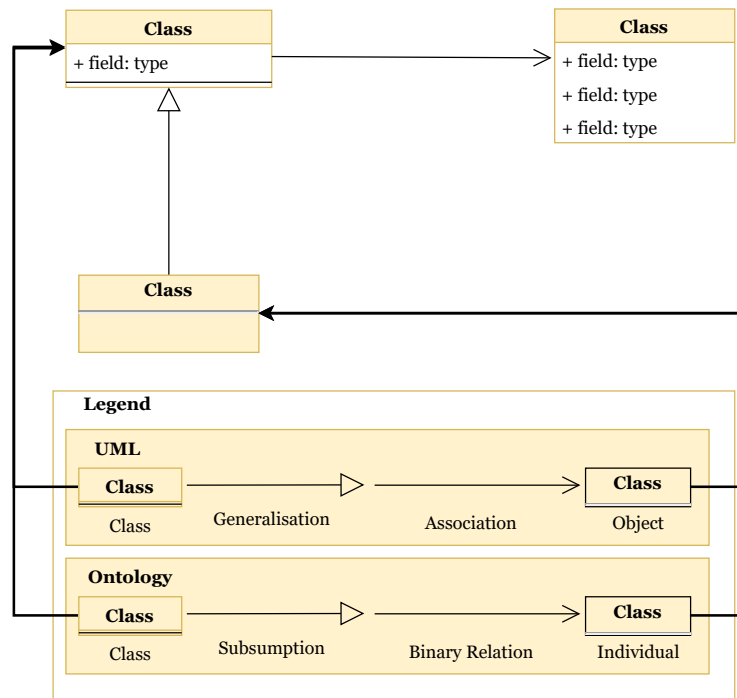 Class
+ field: type
Class
+ field: type
+ field: type
+ field: type
Class
Legend
UML
Class
Class
Generalisation
Association
Class
Object
Ontology
Class
Class
Subsumption
Binary Relation
Class
Individual